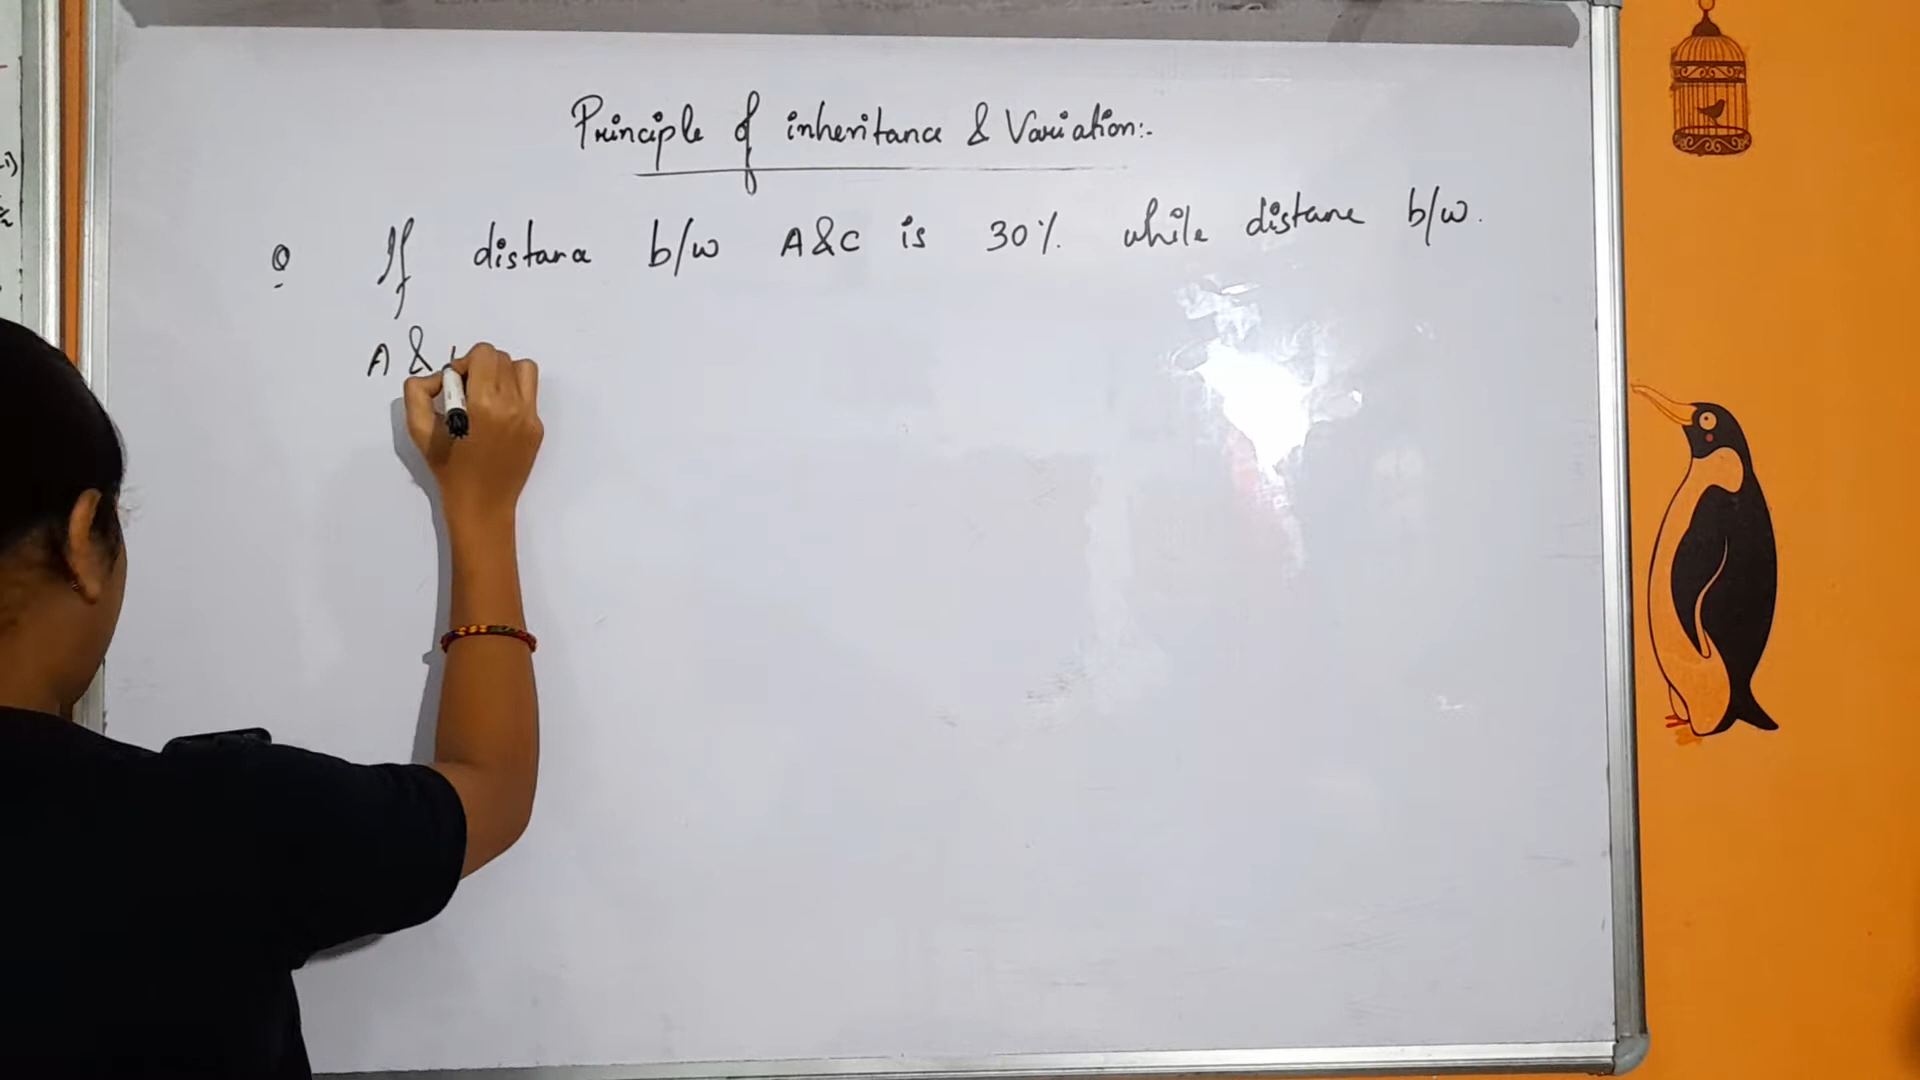 Principle of inheritance & Variation:-
Q If distance b/w A&C is 30% while distance b/w.
A &